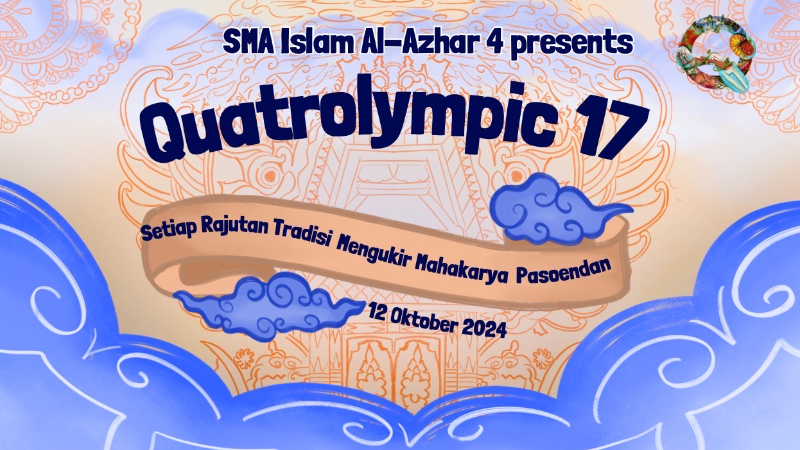 SMA Islam Al-Azhar 4 presents
Quatrolympic 17
Setiap Rajutan Tradisi Mengukir Mahakarya Pasoendan
12 Oktober 2024